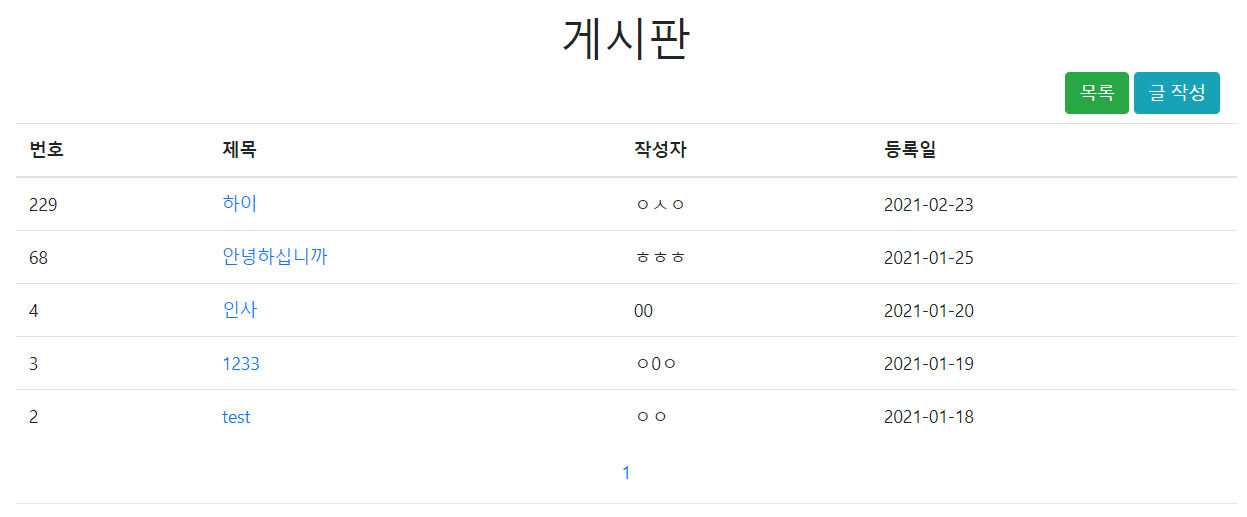 게시판
목록 글 작성
번호 제목 작성자 등록일
229 하이 ㅇㅅㅇ 2021-02-23
68 안녕하십니까 ㅎㅎㅎ 2021-01-25
4 인사 00 2021-01-20
3 1233 ㅇ0ㅇ 2021-01-19
2 test ㅇㅇ 2021-01-18
1